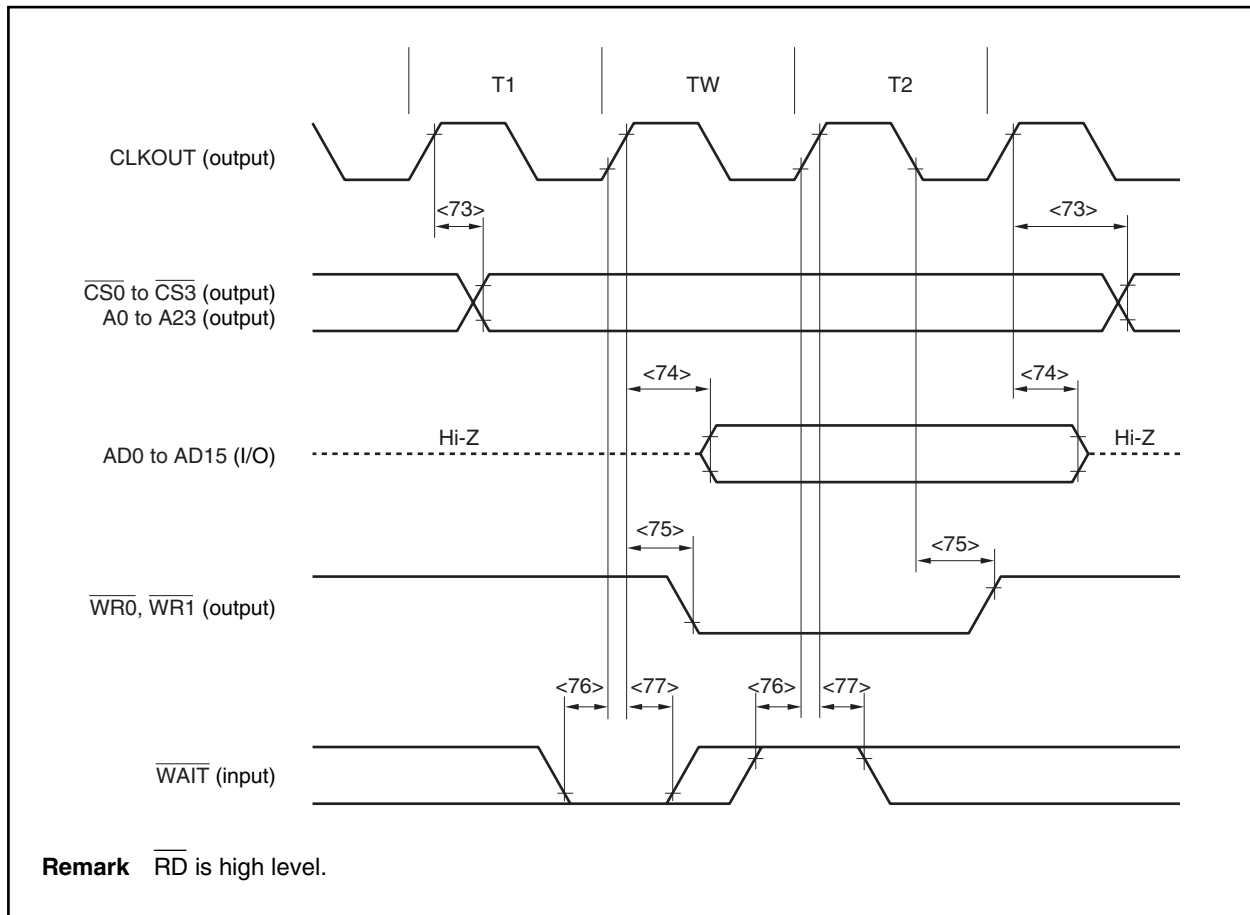 T1 TW T2
CLKOUT (output)
<73> <73>
CS0 to CS3 (output)
A0 to A23 (output)
<74> <74>
Hi-Z Hi-Z
AD0 to AD15 (I/O)
<75> <75>
WR0, WR1 (output)
<76> <77> <76> <77>
WAIT (input)
Remark RD is high level.